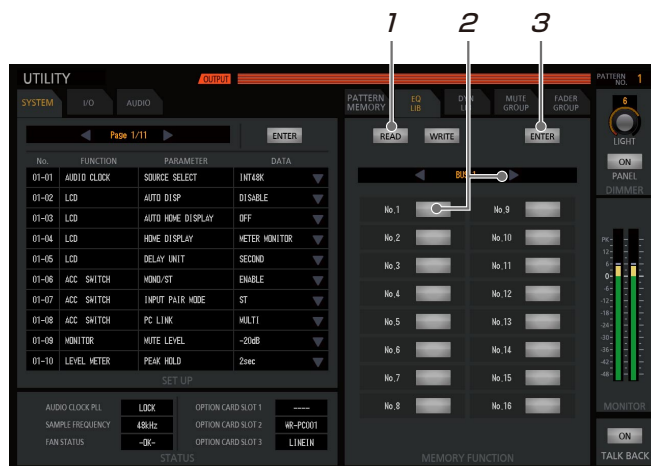 1 2 3
UTILITY
OUTPUT
PATTERN NO. 1
SYSTEM I/O AUDIO
PATTERN MEMORY
EQ LIB
MUTE GROUP
FADER GROUP
Page 1/11
ENTER
READ WRITE ENTER
No. FUNCTION PARAMETER DATA
01-01 AUDIO CLOCK SOURCE SELECT INT48K
01-02 LCD AUTO DISP DISABLE
01-03 LCD AUTO HOME DISPLAY OFF
01-04 LCD HOME DISPLAY METER MONITOR
01-05 LCD DELAY UNIT SECOND
01-06 ACC SWITCH MONO/ST ENABLE
01-07 ACC SWITCH INPUT PAIR MODE ST
01-08 ACC SWITCH PC LINK MULTI
01-09 MONITOR MUTE LEVEL -20dB
01-10 LEVEL METER PEAK HOLD 2sec
SET UP
AUDIO CLOCK PLL LOCK
SAMPLE FREQUENCY 48kHz
FAN STATUS -OK-
OPTION CARD SLOT 1 ----
OPTION CARD SLOT 2 WR-PC001
OPTION CARD SLOT 3 LINEIN
STATUS
No.1 No.9
No.2 No.10
No.3 No.11
No.4 No.12
No.5 No.13
No.6 No.14
No.7 No.15
No.8 No.16
MEMORY FUNCTION
6
LIGHT
ON
PANEL
DIMMER
PK
12
6
0
-6
-12
-18
-24
-30
-36
-42
-48
MONITOR
ON
TALK BACK